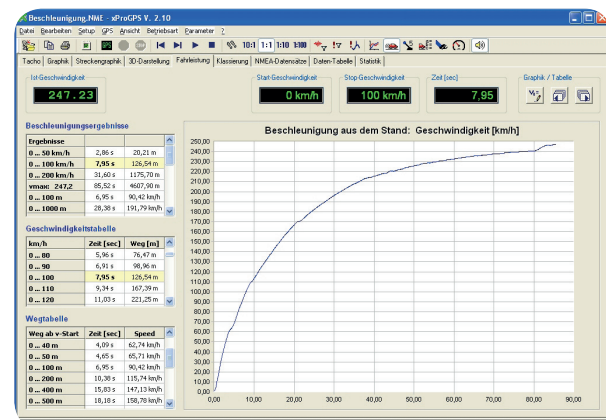 Beschleunigung.NME - xProGPS V. 2.10
Datei Bearbeiten Setup GPS Ansicht Betriebsart Parameter ?
10:1 1:1 1:10 1:100
Tacho Graphik Streckengraphik 3D-Darstellung Fahrleistung Klassierung NMEA-Datensätze Daten-Tabelle Statistik
Ist-Geschwindigkeit Start-Geschwindigkeit Stop-Geschwindigkeit Zeit [sec] Graphik / Tabelle
247.23 0 km/h 100 km/h 7,95
Beschleunigungsergebnisse
Ergebnisse
0 ... 50 km/h 2,86 s 20,21 m
0 ... 100 km/h 7,95 s 126,54 m
0 ... 200 km/h 31,60 s 1175,70 m
vmax: 247,2 85,52 s 4607,90 m
0 ... 100 m 6,95 s 90,42 km/h
0 ... 1000 m 28,38 s 191,79 km/h
Geschwindigkeitstabelle
km/h Zeit [sec] Weg [m]
0 ... 80 5,96 s 76,47 m
0 ... 90 6,91 s 98,96 m
0 ... 100 7,95 s 126,54 m
0 ... 110 9,34 s 167,39 m
0 ... 120 11,03 s 221,25 m
Wegtabelle
Weg ab v-Start Zeit [sec] Speed
0 ... 40 m 4,09 s 62,74 km/h
0 ... 50 m 4,65 s 65,71 km/h
0 ... 100 m 6,95 s 90,42 km/h
0 ... 200 m 10,38 s 115,74 km/h
0 ... 400 m 15,83 s 147,13 km/h
0 ... 500 m 18,18 s 158,78 km/h
Beschleunigung aus dem Stand: Geschwindigkeit [km/h]
260,00
250,00
240,00
230,00
220,00
210,00
200,00
190,00
180,00
170,00
160,00
150,00
140,00
130,00
120,00
110,00
100,00
90,00
80,00
70,00
60,00
50,00
40,00
30,00
20,00
10,00
0,00
0,00 10,00 20,00 30,00 40,00 50,00 60,00 70,00 80,00 90,00